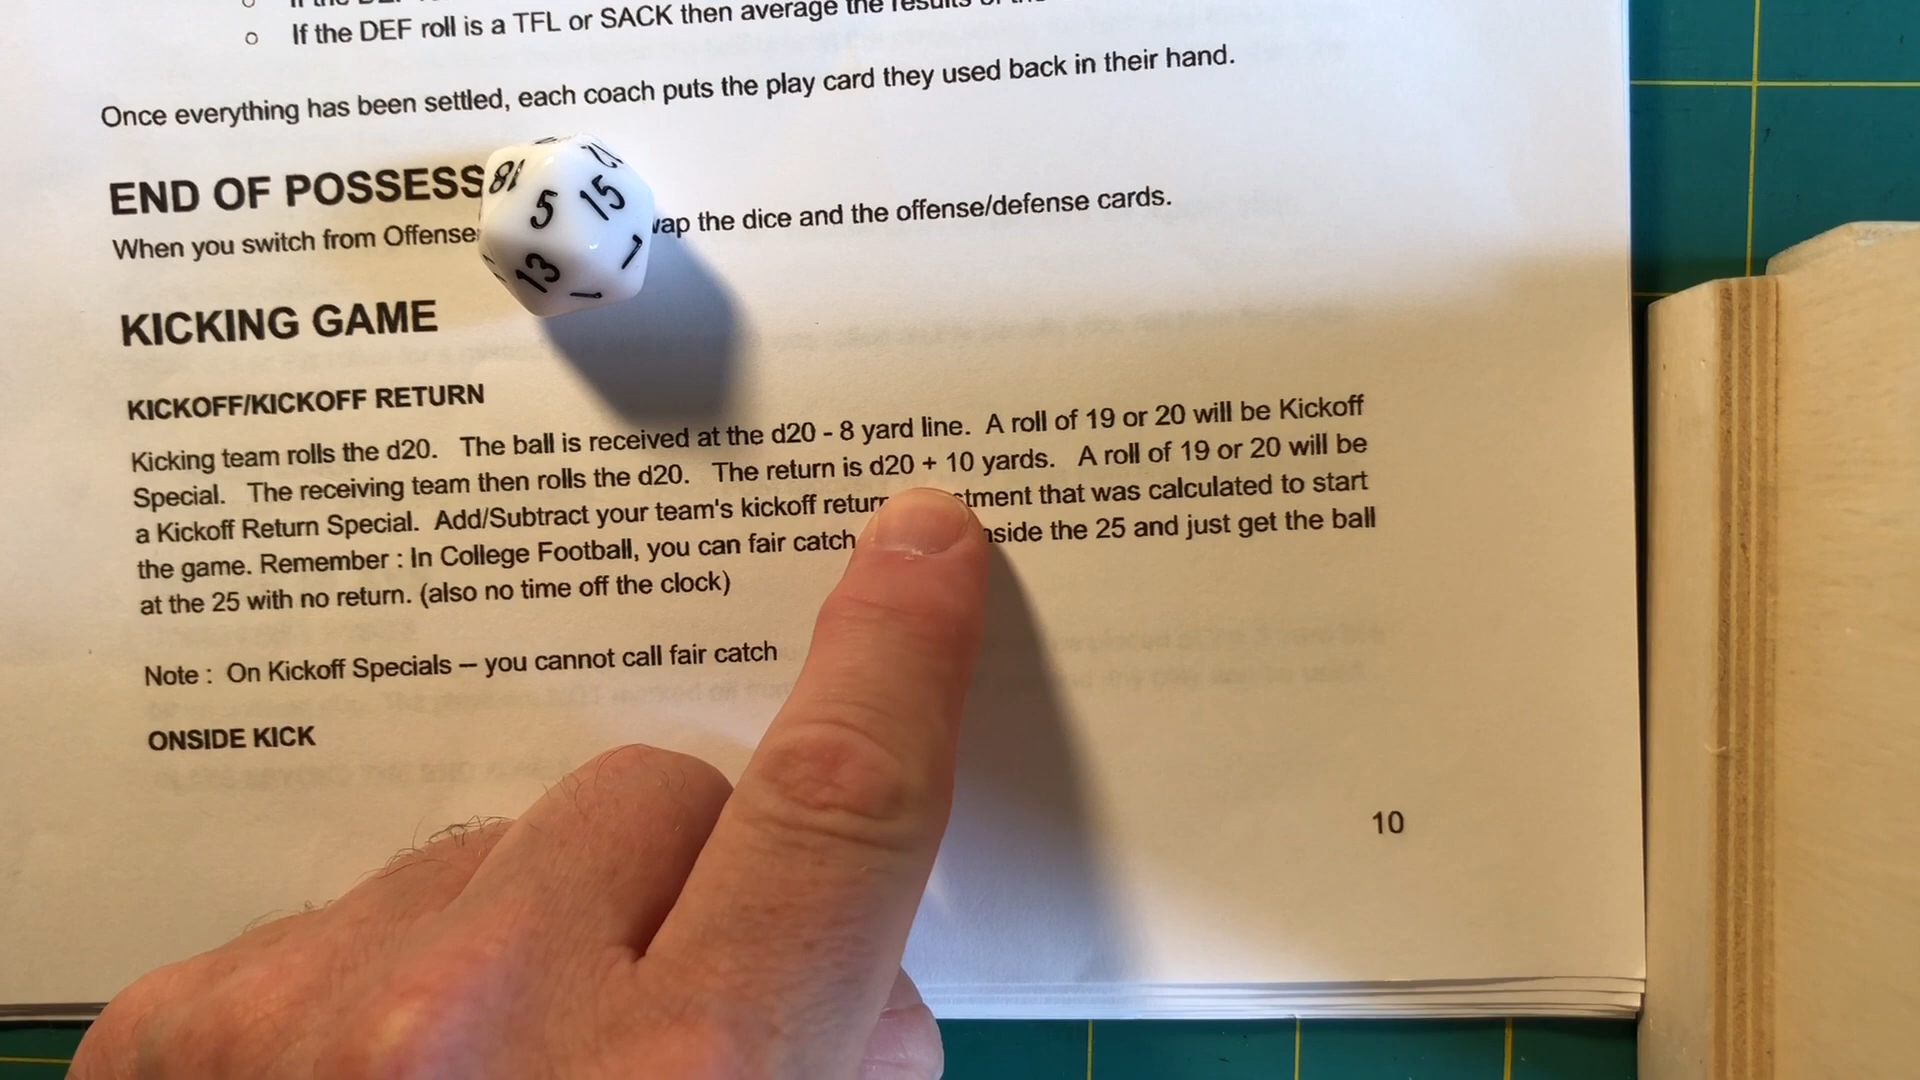 If the DEF roll is a TFL or SACK then average the results of
Once everything has been settled, each coach puts the play card they used back in their hand.
END OF POSSESS
When you switch from Offense the dice and the offense/defense cards.
18 5 15 13
KICKING GAME
KICKOFF/KICKOFF RETURN
Kicking team rolls the d20. The ball is received at the d20 - 8 yard line. A roll of 19 or 20 will be Kickoff
Special. The receiving team then rolls the d20. The return is d20 + 10 yards. A roll of 19 or 20 will be
a Kickoff Return Special. Add/Subtract your team's kickoff return that was calculated to start
the game. Remember : In College Football, you can fair catch the 25 and just get the ball
at the 25 with no return. (also no time off the clock)
Note : On Kickoff Specials – you cannot call fair catch
ONSIDE KICK
10